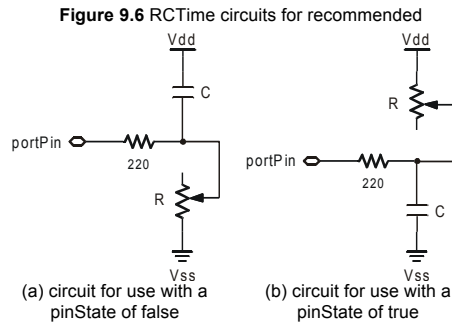 Figure 9.6 RCTime circuits for recommended
Vdd
C
portPin
220
R
Vss
(a) circuit for use with a
pinState of false
Vdd
R
portPin
220
C
Vss
(b) circuit for use with a
pinState of true